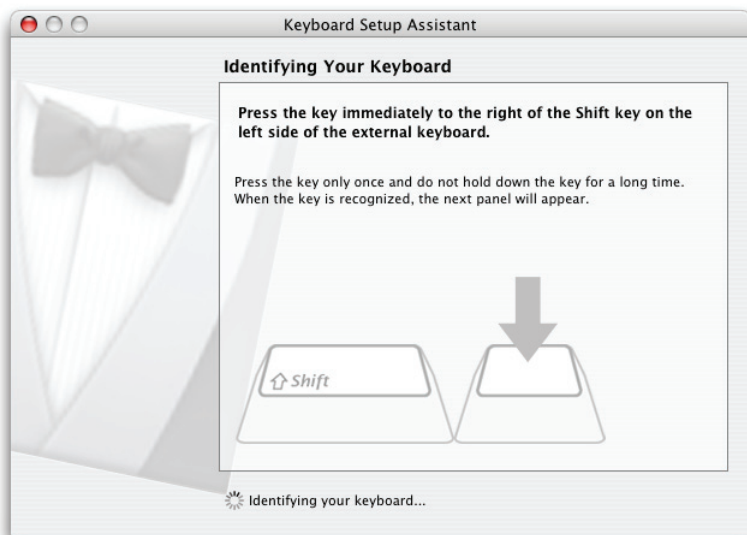 Keyboard Setup Assistant
Identifying Your Keyboard
Press the key immediately to the right of the Shift key on the
left side of the external keyboard.
Press the key only once and do not hold down the key for a long time.
When the key is recognized, the next panel will appear.
Shift
Identifying your keyboard...